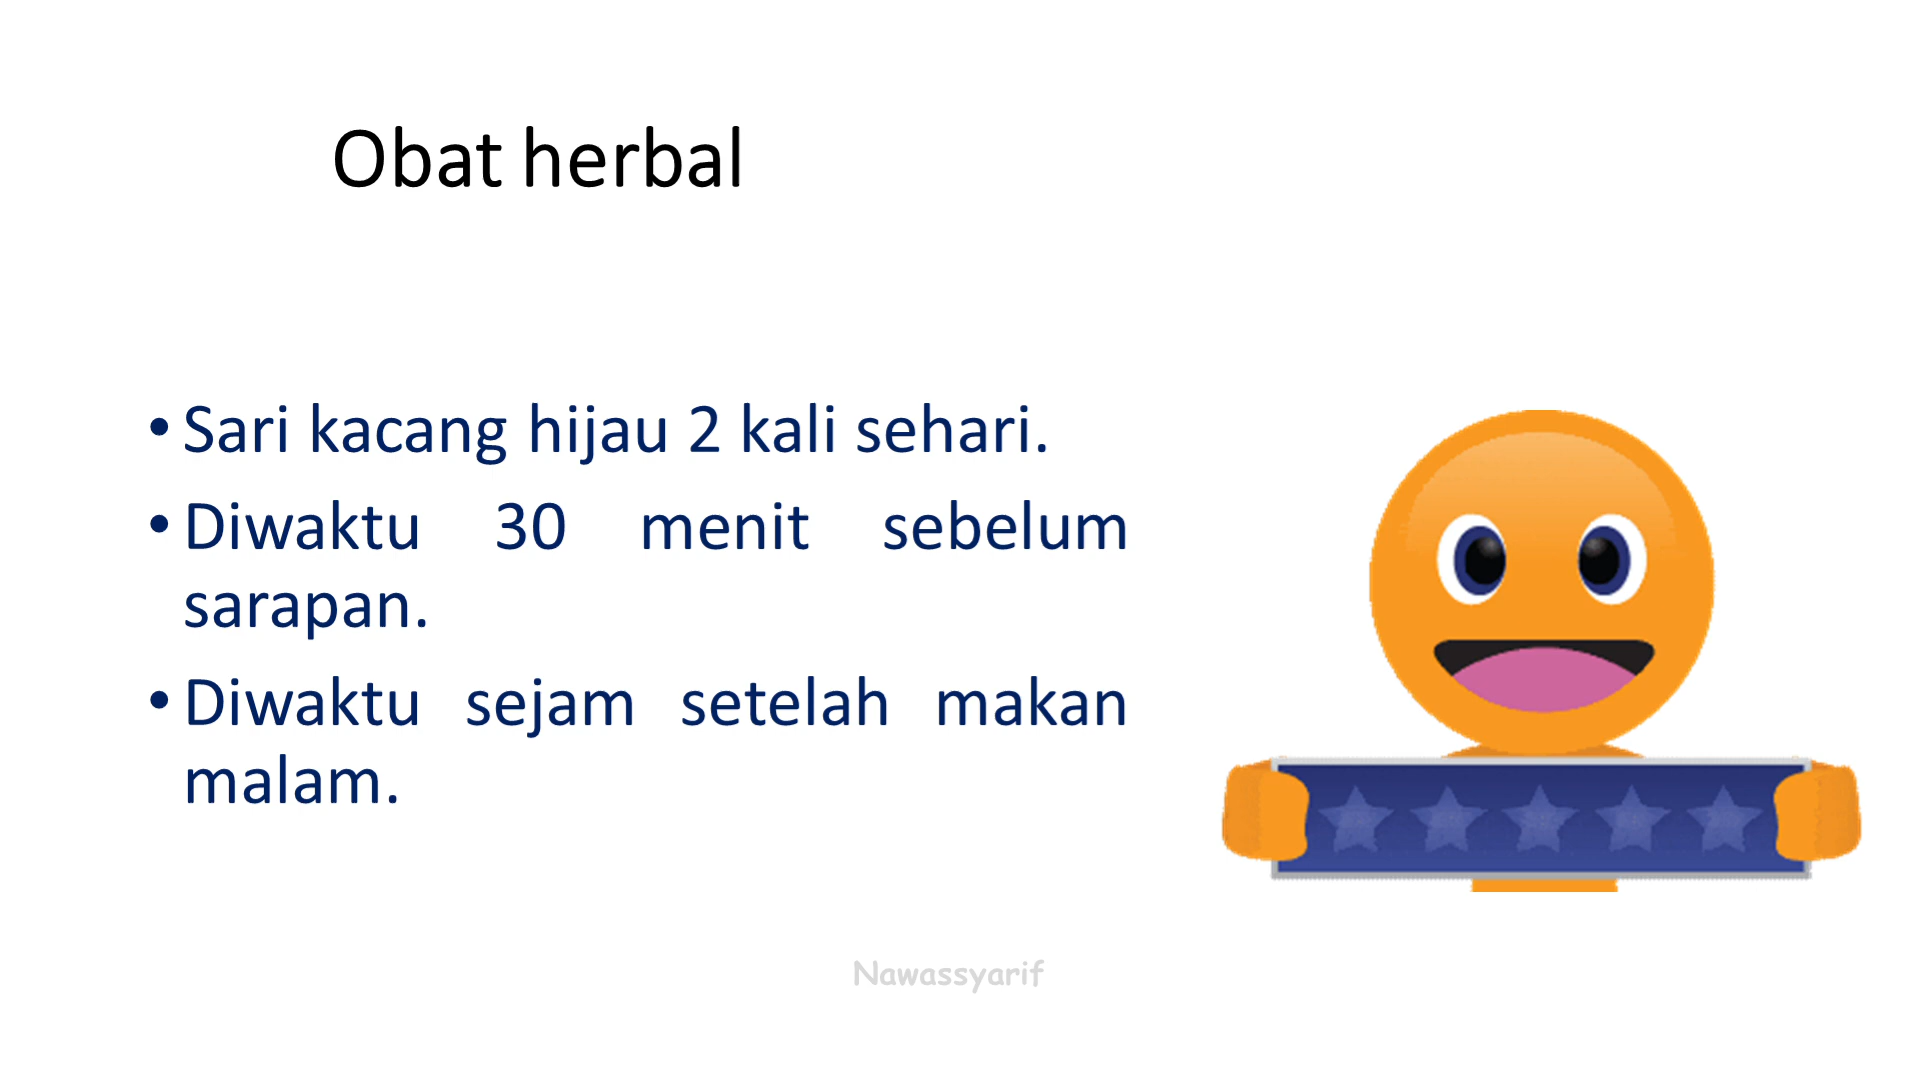 Obat herbal
• Sari kacang hijau 2 kali sehari.
• Diwaktu 30 menit sebelum
sarapan.
• Diwaktu sejam setelah makan
malam.
Nawassyarif